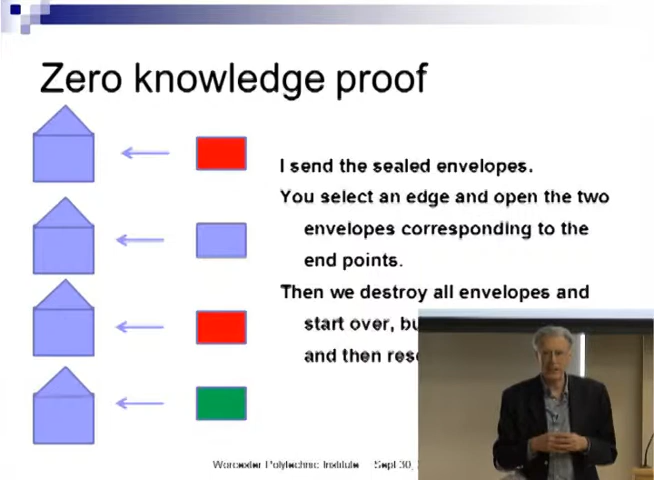 Zero knowledge proof
I send the sealed envelopes.
You select an edge and open the two
envelopes corresponding to the
end points.
Then we destroy all envelopes and
start over, bu
and then rese
Worcester Polytechnic Institute Sept 30,